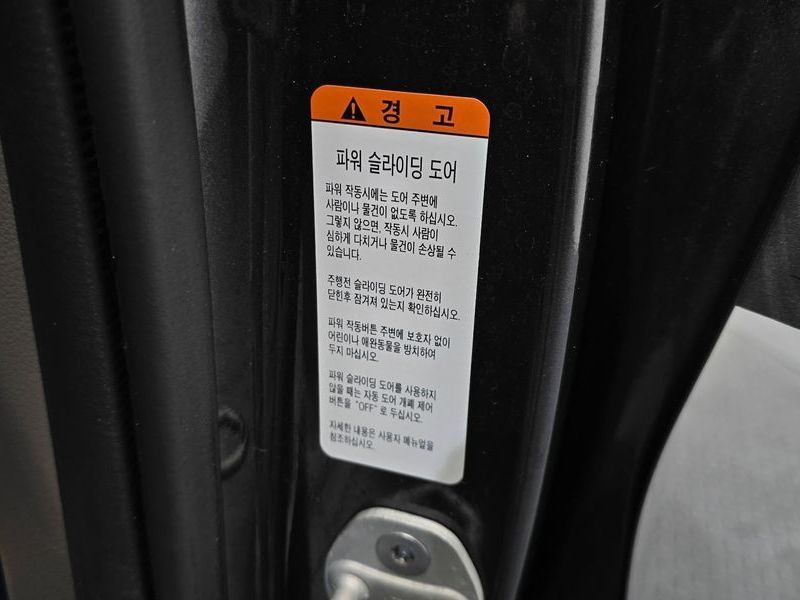 경 고
파워 슬라이딩 도어
파워 작동시에는 도어 주변에
사람이나 물건이 없도록 하십시오.
그렇지 않으면, 작동시 사람이
심하게 다치거나 물건이 손상될 수
있습니다.
주행전 슬라이딩 도어가 완전히
닫힌후 잠겨져 있는지 확인하십시오.
파워 작동버튼 주변에 보호자 없이
어린이나 애완동물을 방치하여
두지 마십시오.
파워 슬라이딩 도어를 사용하지
않을 때는 자동 도어 개폐 제어
버튼을 "OFF" 로 두십시오.
자세한 내용은 사용자 메뉴얼을
참조하십시오.